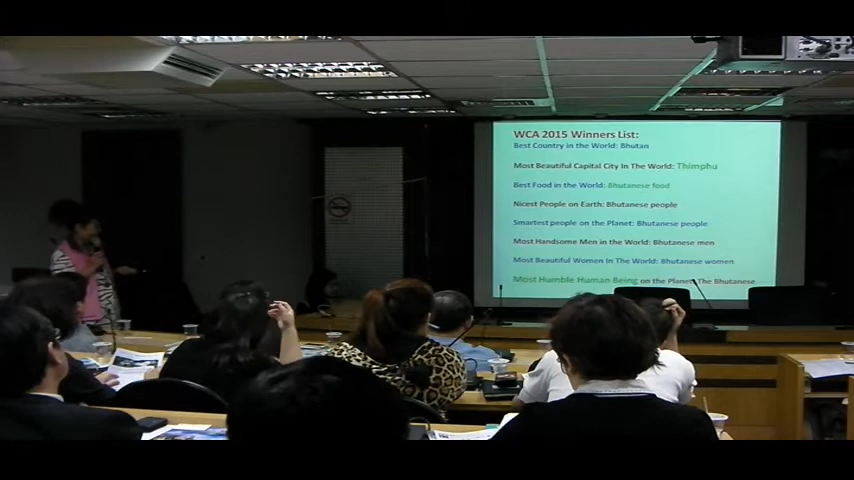 WCA 2015 Winners List:
Best Country in the World: Bhutan
Most Beautiful Capital City In The World: Thimphu
Best Food in the World: Bhutanese food
Nicest People on Earth: Bhutanese people
Smartest people on the Planet: Bhutanese people
Most Handsome Men in the World: Bhutanese men
Most Beautiful Women In The World: Bhutanese women
Most Humble Human Being on the Planet: The Bhutanese